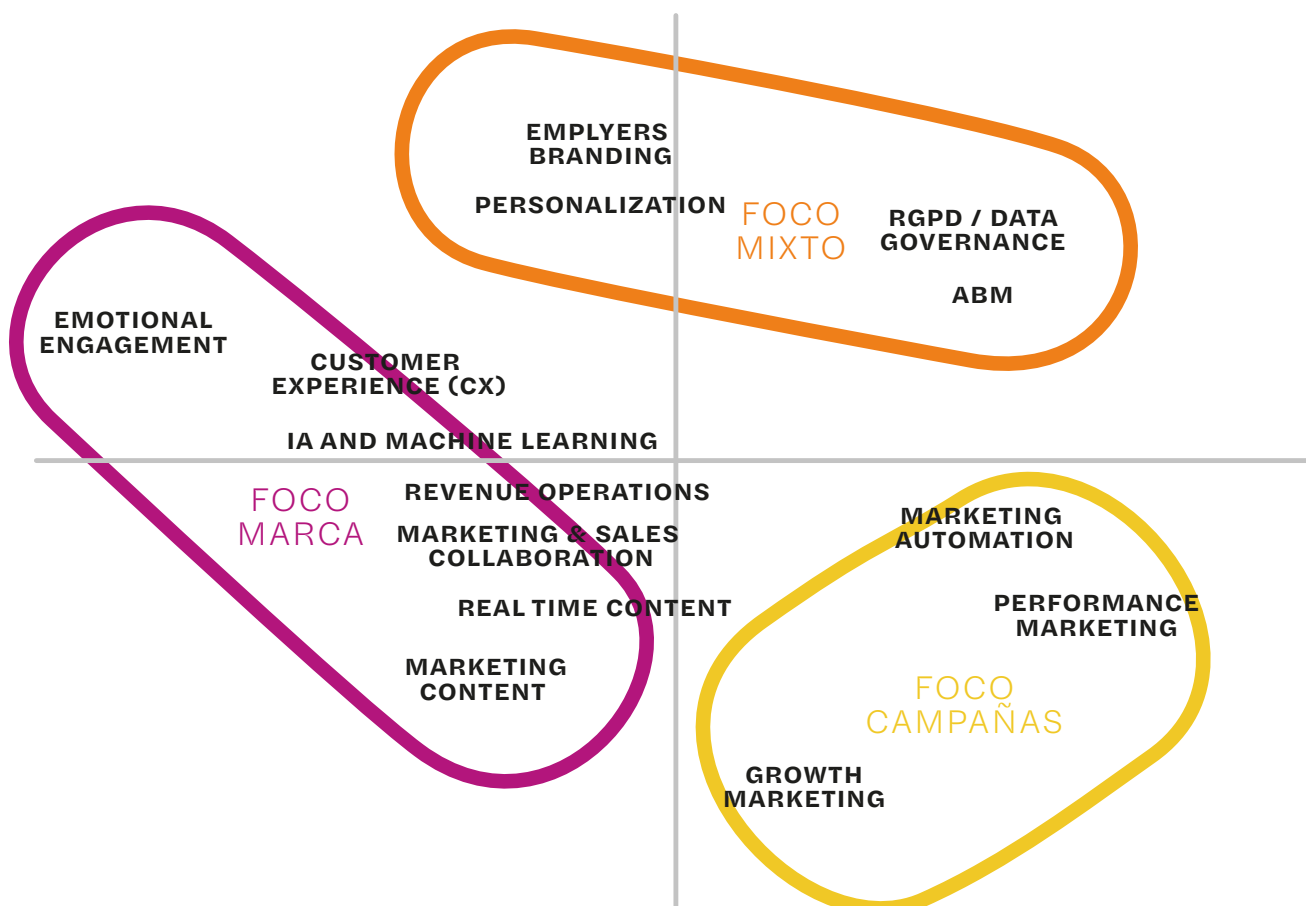 EMPLYERS
BRANDING
PERSONALIZATION
FOCO
MIXTO
RGPD / DATA
GOVERNANCE
ABM
EMOTIONAL
ENGAGEMENT
CUSTOMER
EXPERIENCE (CX)
IA AND MACHINE LEARNING
FOCO
MARCA
REVENUE OPERATIONS
MARKETING & SALES
COLLABORATION
REAL TIME CONTENT
MARKETING
CONTENT
MARKETING
AUTOMATION
PERFORMANCE
MARKETING
FOCO
CAMPAÑAS
GROWTH
MARKETING